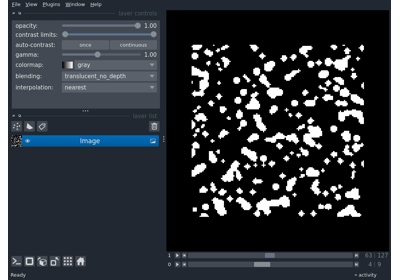 File View Plugins Window Help
layer controls
opacity: 1.00
contrast limits:
auto-contrast: once continuous
gamma: 1.00
colormap: gray
blending: translucent_no_depth
interpolation: nearest
layer list
Image
1 63 / 127
0 4 / 9
Ready activity